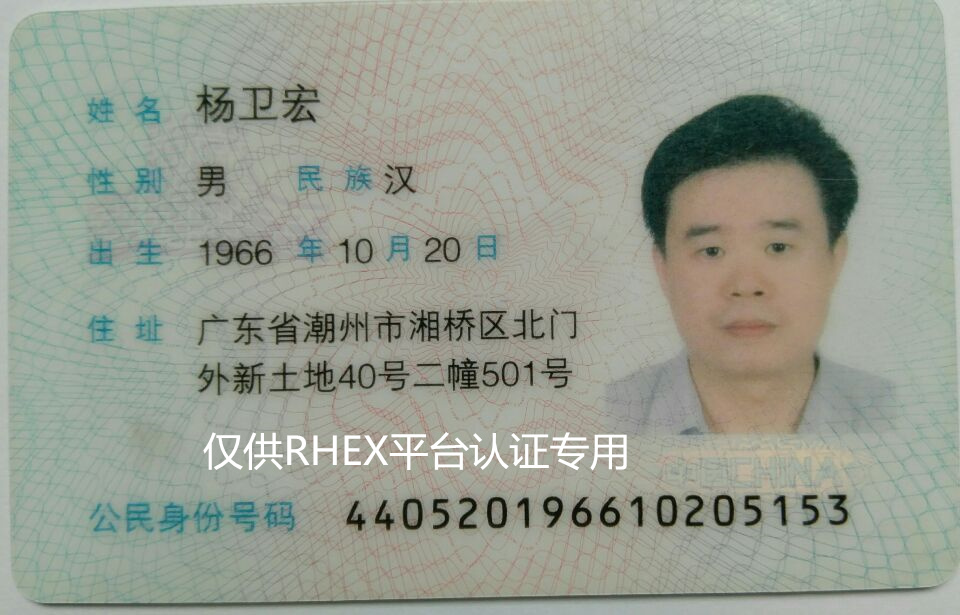 姓名 杨卫宏
性别 男 民族 汉
出生 1966 年 10 月 20 日
住址 广东省潮州市湘桥区北门
外新土地40号二幢501号
仅供RHEX平台认证专用
CHINA
公民身份号码 440520196610205153